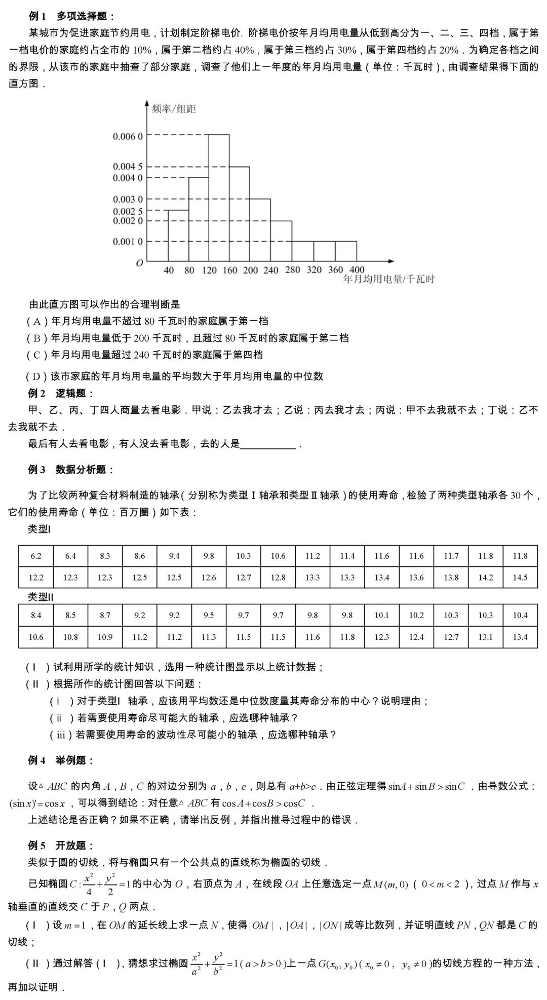 例1 多项选择题：
某城市为促进家庭节约用电，计划制定阶梯电价. 阶梯电价按年月均用电量从低到高分为一、二、三、四档，属于第
一档电价的家庭约占全市的 10%，属于第二档约占 40%，属于第三档约占 30%，属于第四档约占 20%．为确定各档之间
的界限，从该市的家庭中抽查了部分家庭，调查了他们上一年度的年月均用电量（单位：千瓦时），由调查结果得下面的
直方图．
频率/组距
0.006 0
0.004 5
0.004 0
0.003 0
0.002 5
0.002 0
0.001 0
O
40 80 120 160 200 240 280 320 360 400
年月均用电量/千瓦时
由此直方图可以作出的合理判断是
（A）年月均用电量不超过 80 千瓦时的家庭属于第一档
（B）年月均用电量低于 200 千瓦时，且超过 80 千瓦时的家庭属于第二档
（C）年月均用电量超过 240 千瓦时的家庭属于第四档
（D）该市家庭的年月均用电量的平均数大于年月均用电量的中位数
例2 逻辑题：
甲、乙、丙、丁四人商量去看电影．甲说：乙去我才去；乙说：丙去我才去；丙说：甲不去我就不去；丁说：乙不
去我就不去．
最后有人去看电影，有人没去看电影，去的人是____________．
例3 数据分析题：
为了比较两种复合材料制造的轴承（分别称为类型Ⅰ轴承和类型Ⅱ轴承）的使用寿命，检验了两种类型轴承各 30 个，
它们的使用寿命（单位：百万圈）如下表：
类型Ⅰ
6.2 6.4 8.3 8.6 9.4 9.8 10.3 10.6 11.2 11.4 11.6 11.6 11.7 11.8 11.8
12.2 12.3 12.3 12.5 12.5 12.6 12.7 12.8 13.3 13.3 13.4 13.6 13.8 14.2 14.5
类型II
8.4 8.5 8.7 9.2 9.2 9.5 9.7 9.7 9.8 9.8 10.1 10.2 10.3 10.3 10.4
10.6 10.8 10.9 11.2 11.2 11.3 11.5 11.5 11.6 11.8 12.3 12.4 12.7 13.1 13.4
（I）试利用所学的统计知识，选用一种统计图显示以上统计数据；
（II）根据所作的统计图回答以下问题：
（i）对于类型I 轴承，应该用平均数还是中位数度量其寿命分布的中心？说明理由；
（ii）若需要使用寿命尽可能大的轴承，应选哪种轴承？
（iii）若需要使用寿命的波动性尽可能小的轴承，应选哪种轴承？
例4 举例题：
设△ABC 的内角 A，B，C 的对边分别为 a，b，c，则总有 a+b>c．由正弦定理得 sinA+sinB>sinC．由导数公式：
(sin x)'=cos x，可以得到结论：对任意△ABC 有 cosA+cosB>cosC．
上述结论是否正确？如果不正确，请举出反例，并指出推导过程中的错误．
例5 开放题：
类似于圆的切线，将与椭圆只有一个公共点的直线称为椭圆的切线．
已知椭圆 C: x²/4+y²/2=1 的中心为 O，右顶点为 A，在线段 OA 上任意选定一点 M(m,0)（0<m<2），过点 M 作与 x
轴垂直的直线交 C 于 P，Q 两点．
（I）设 m=1，在 OM 的延长线上求一点 N，使得 |OM|，|OA|，|ON| 成等比数列，并证明直线 PN，QN 都是 C 的
切线；
（II）通过解答（I），猜想求过椭圆 x²/a²+y²/b²=1(a>b>0) 上一点 G(x₀,y₀)(x₀≠0，y₀≠0) 的切线方程的一种方法，
再加以证明．